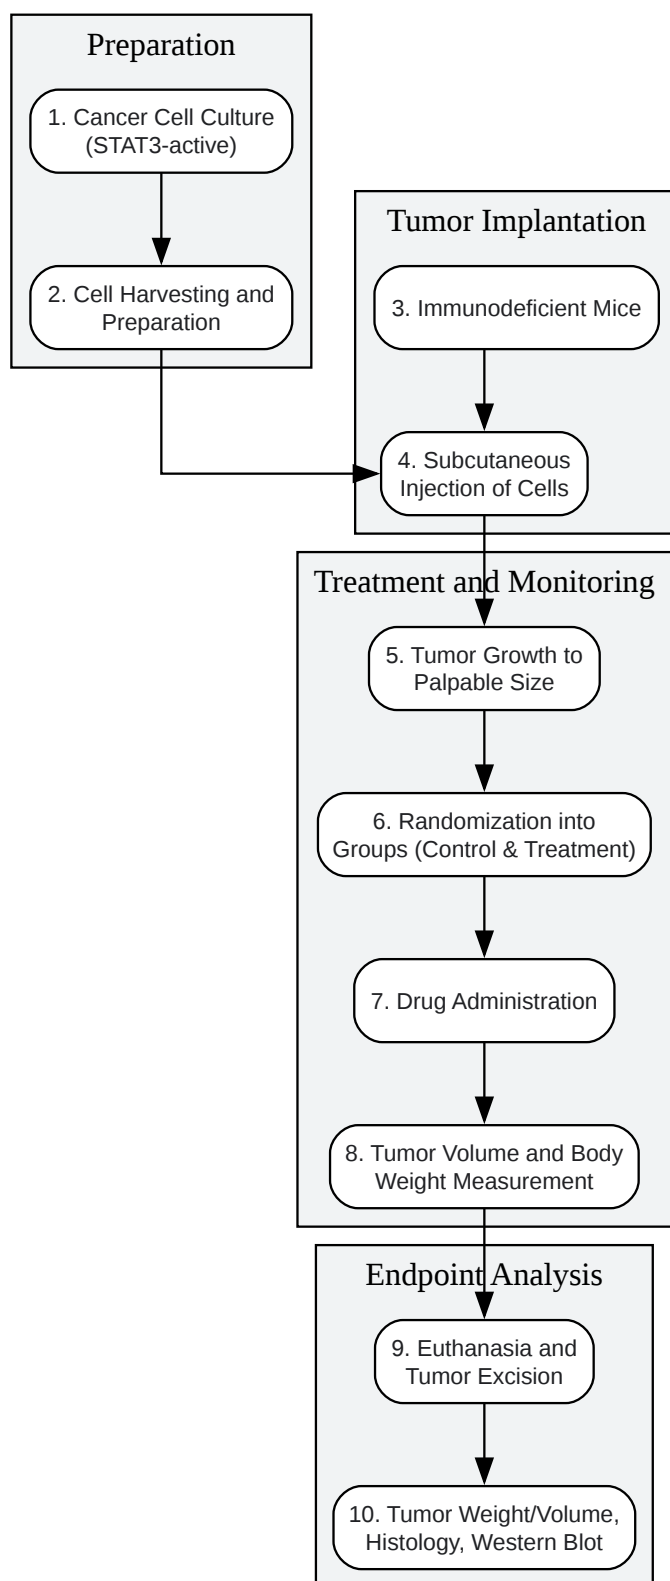 Preparation
1. Cancer Cell Culture
(STAT3-active)
2. Cell Harvesting and
Preparation
Tumor Implantation
3. Immunodeficient Mice
4. Subcutaneous
Injection of Cells
Treatment and Monitoring
5. Tumor Growth to
Palpable Size
6. Randomization into
Groups (Control & Treatment)
7. Drug Administration
8. Tumor Volume and Body
Weight Measurement
Endpoint Analysis
9. Euthanasia and
Tumor Excision
10. Tumor Weight/Volume,
Histology, Western Blot